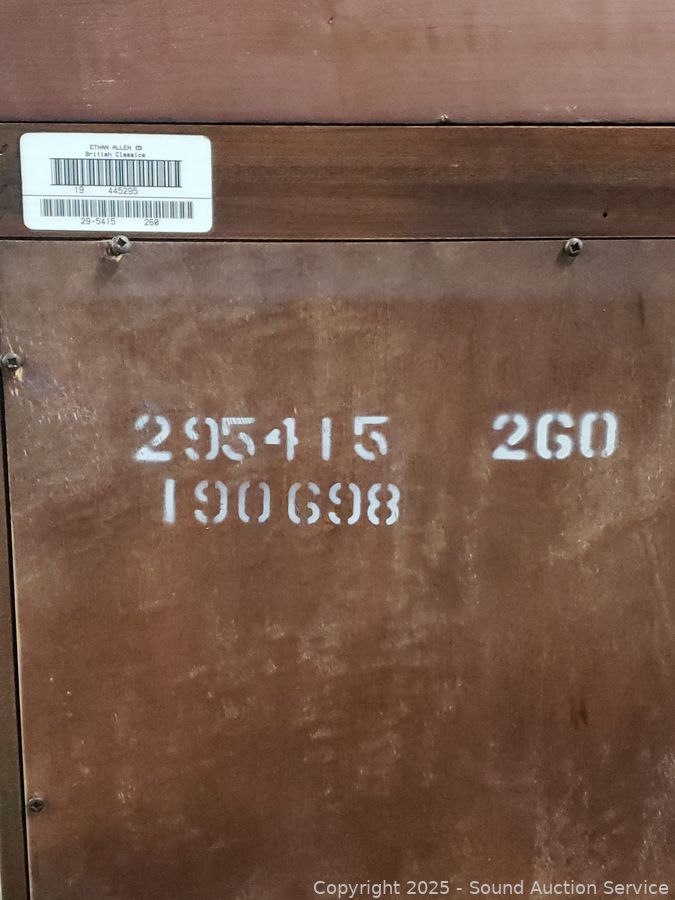 ETHAN ALLEN
British Classics
19 445295
29-5415 260
295415 260
190698
Copyright 2025 - Sound Auction Service